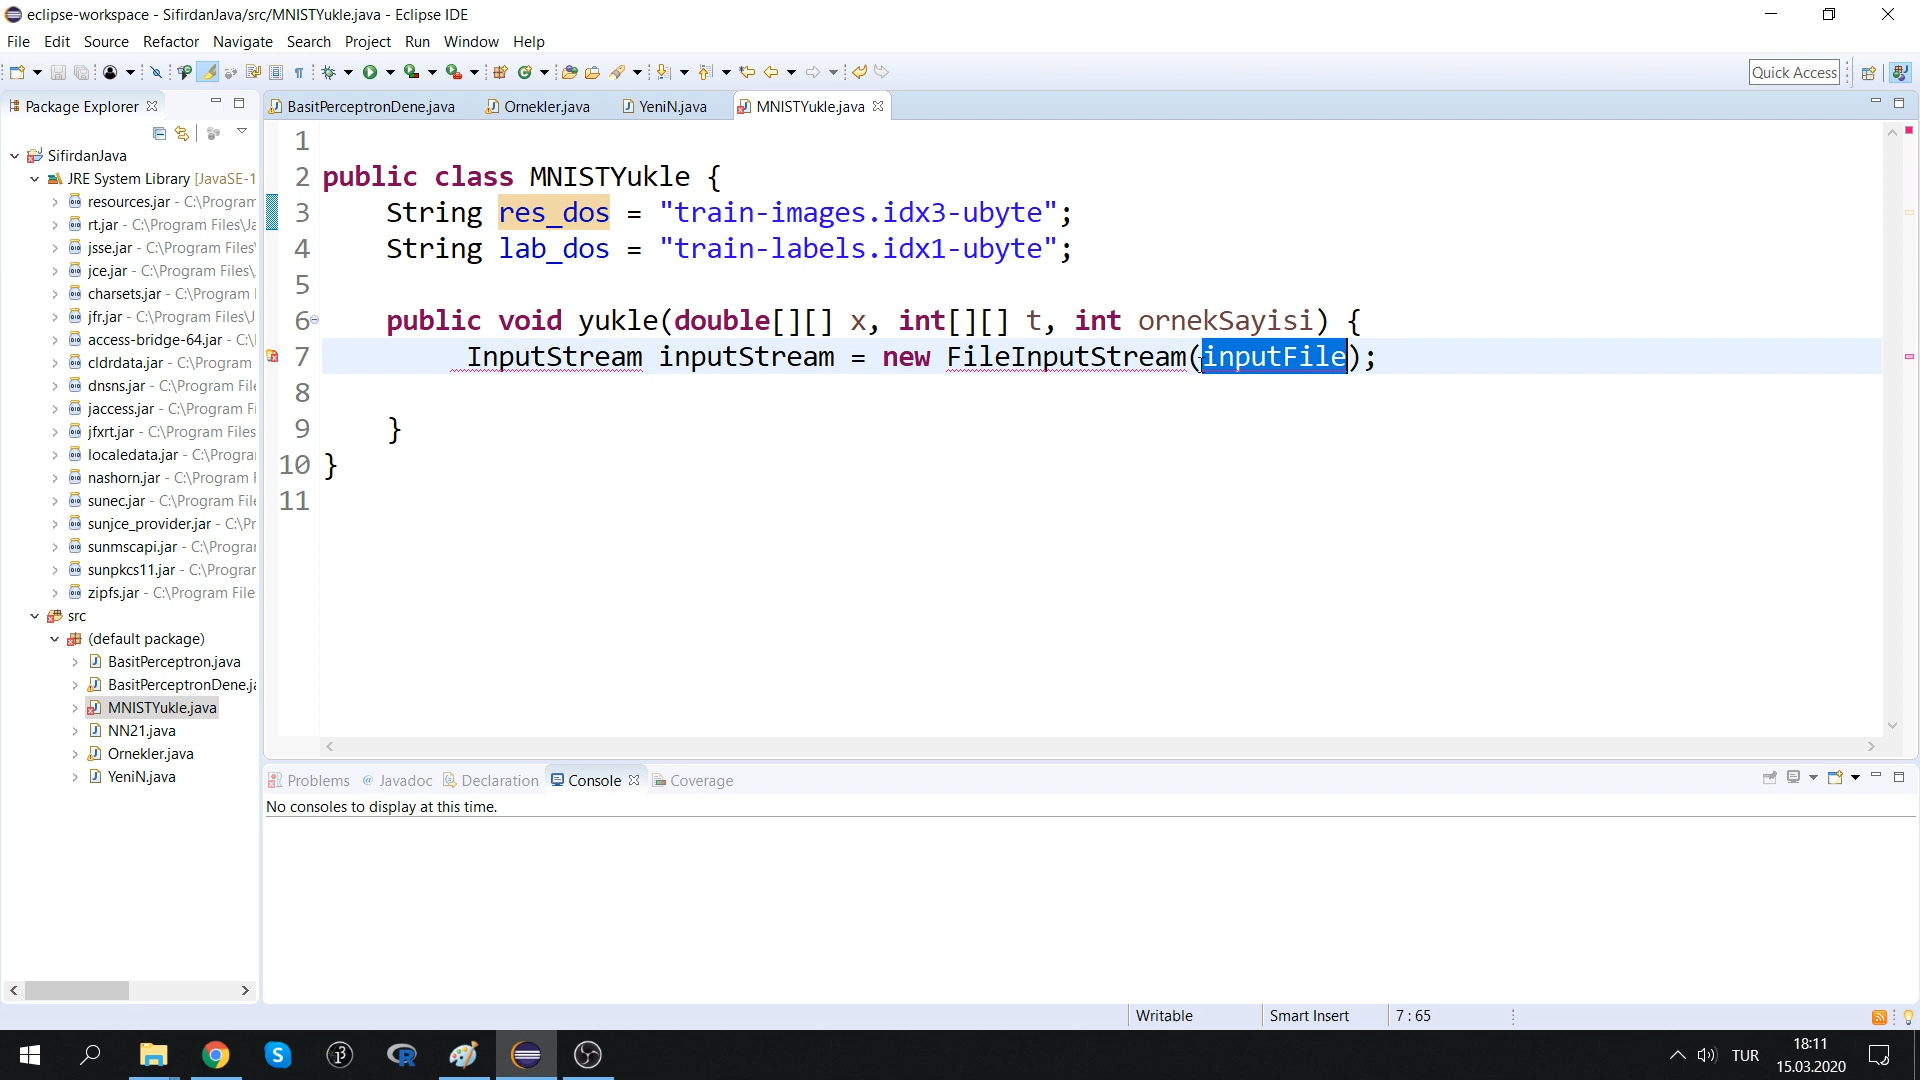 eclipse-workspace - SifirdanJava/src/MNISTYukle.java - Eclipse IDE
File Edit Source Refactor Navigate Search Project Run Window Help
Quick Access
Package Explorer
BasitPerceptronDene.java Ornekler.java YeniN.java MNISTYukle.java
SifirdanJava
JRE System Library [JavaSE-1
resources.jar - C:\Program
rt.jar - C:\Program Files\Ja
jsse.jar - C:\Program Files\
jce.jar - C:\Program Files\
charsets.jar - C:\Program
jfr.jar - C:\Program Files\J
access-bridge-64.jar - C:\
cldrdata.jar - C:\Program
dnsns.jar - C:\Program Files
jaccess.jar - C:\Program Fi
jfxrt.jar - C:\Program Files
localedata.jar - C:\Progra
nashorn.jar - C:\Program
sunec.jar - C:\Program File
sunjce_provider.jar - C:\Pr
sunmscapi.jar - C:\Progra
sunpkcs11.jar - C:\Program
zipfs.jar - C:\Program File
src
(default package)
BasitPerceptron.java
BasitPerceptronDene.ja
MNISTYukle.java
NN21.java
Ornekler.java
YeniN.java
1
2 public class MNISTYukle {
3 String res_dos = "train-images.idx3-ubyte";
4 String lab_dos = "train-labels.idx1-ubyte";
5
6 public void yukle(double[][] x, int[][] t, int ornekSayisi) {
7 InputStream inputStream = new FileInputStream(inputFile);
8
9 }
10 }
11
Problems @ Javadoc Declaration Console Coverage
No consoles to display at this time.
Writable Smart Insert 7 : 65
TUR 18:11
15.03.2020